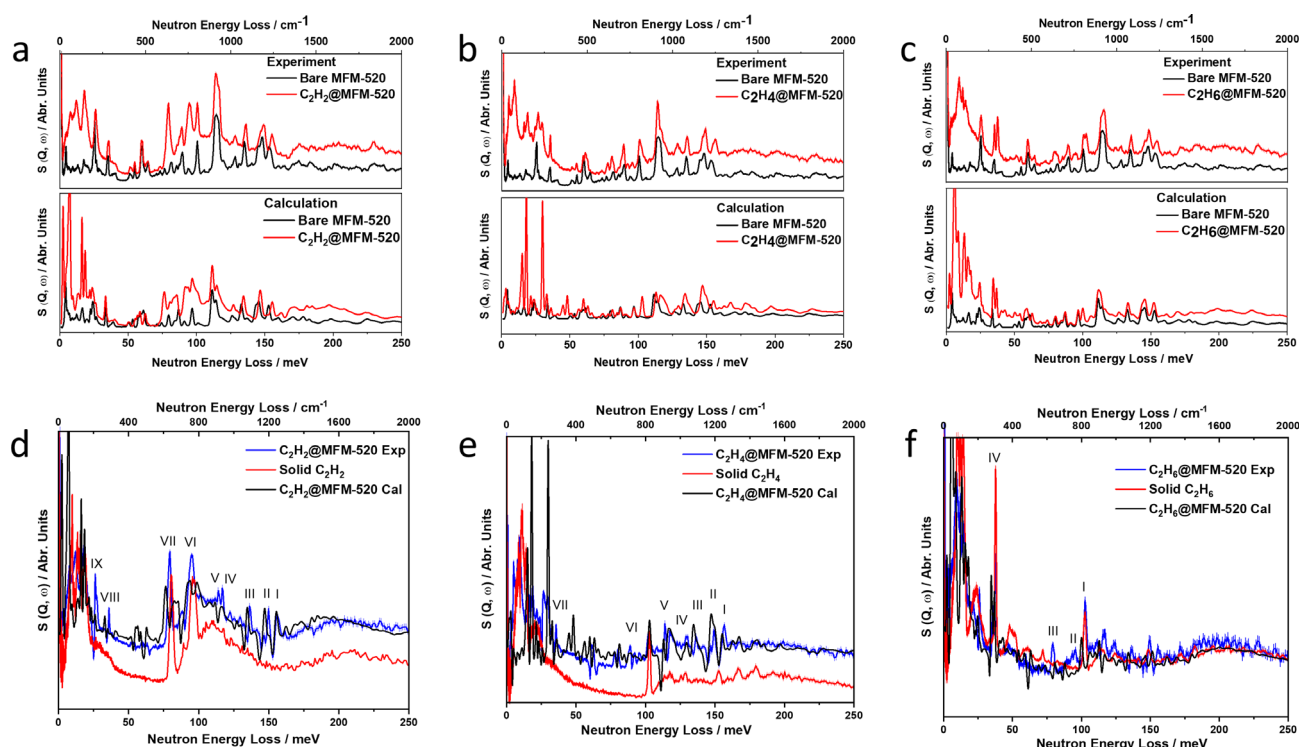 a
Neutron Energy Loss / cm⁻¹
0 500 1000 1500 2000
Experiment
Bare MFM-520
C₂H₂@MFM-520
Calculation
Bare MFM-520
C₂H₂@MFM-520
S (Q, ω) / Abr. Units
S (Q, ω) / Abr. Units
0 50 100 150 200 250
Neutron Energy Loss / meV
b
Neutron Energy Loss / cm⁻¹
0 500 1000 1500 2000
Experiment
Bare MFM-520
C2H4@MFM-520
Calculation
Bare MFM-520
C2H4@MFM-520
S (Q, ω) / Abr. Units
S (Q, ω) / Abr. Units
0 50 100 150 200 250
Neutron Energy Loss / meV
c
Neutron Energy Loss / cm⁻¹
0 500 1000 1500 2000
Experiment
Bare MFM-520
C2H6@MFM-520
Calculation
Bare MFM-520
C2H6@MFM-520
S (Q, ω) / Abr. Units
S (Q, ω) / Abr. Units
0 50 100 150 200 250
Neutron Energy Loss / meV
d
Neutron Energy Loss / cm⁻¹
0 400 800 1200 1600 2000
C₂H₂@MFM-520 Exp
Solid C₂H₂
C₂H₂@MFM-520 Cal
IX VIII VII VI V IV III II I
S (Q, ω) / Abr. Units
0 50 100 150 200 250
Neutron Energy Loss / meV
e
Neutron Energy Loss / cm⁻¹
0 400 800 1200 1600 2000
C₂H₄@MFM-520 Exp
Solid C₂H₄
C₂H₄@MFM-520 Cal
VII VI V IV III II I
S (Q, ω) / Abr. Units
0 50 100 150 200 250
Neutron Energy Loss / meV
f
Neutron Energy Loss / cm⁻¹
0 400 800 1200 1600 2000
C₂H₆@MFM-520 Exp
Solid C₂H₆
C₂H₆@MFM-520 Cal
IV III II I
S (Q, ω) / Abr. Units
0 50 100 150 200 250
Neutron Energy Loss / meV